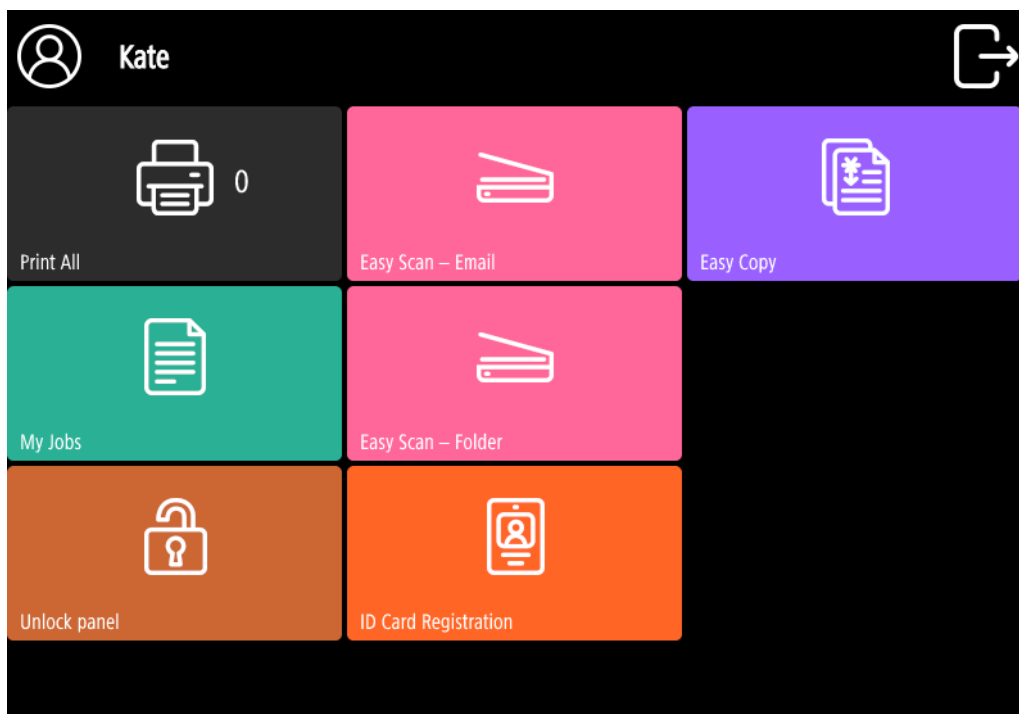 Kate
0
Print All
Easy Scan – Email
Easy Copy
My Jobs
Easy Scan – Folder
Unlock panel
ID Card Registration